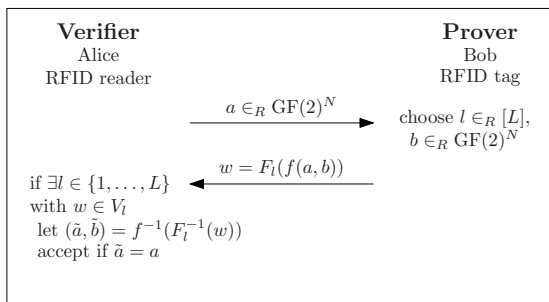 Verifier
Alice
RFID reader
Prover
Bob
RFID tag
a ∈_R GF(2)^N
choose l ∈_R [L],
b ∈_R GF(2)^N
w = F_l(f(a, b))
if ∃l ∈ {1, . . . , L}
with w ∈ V_l
let (ã, b̃) = f^{-1}(F_l^{-1}(w))
accept if ã = a